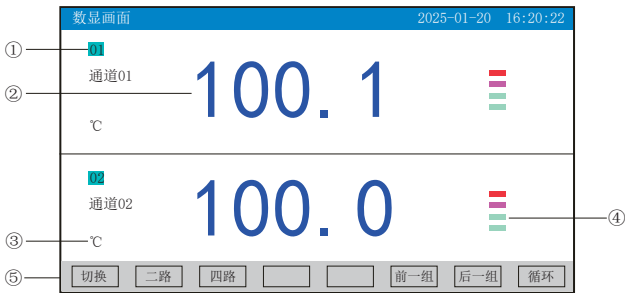 数显画面 2025-01-20 16:20:22
① 01
通道01
② 100.1
℃
02
通道02
100.0
④
③ ℃
⑤ 切换 二路 四路 前一组 后一组 循环